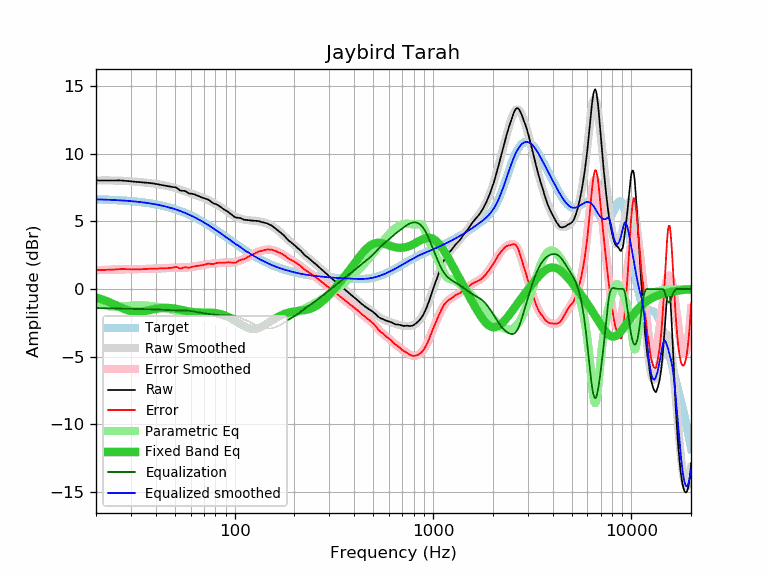 Jaybird Tarah
15
10
5
0
−5
−10
−15
Amplitude (dBr)
Target
Raw Smoothed
Error Smoothed
Raw
Error
Parametric Eq
Fixed Band Eq
Equalization
Equalized smoothed
100
1000
10000
Frequency (Hz)